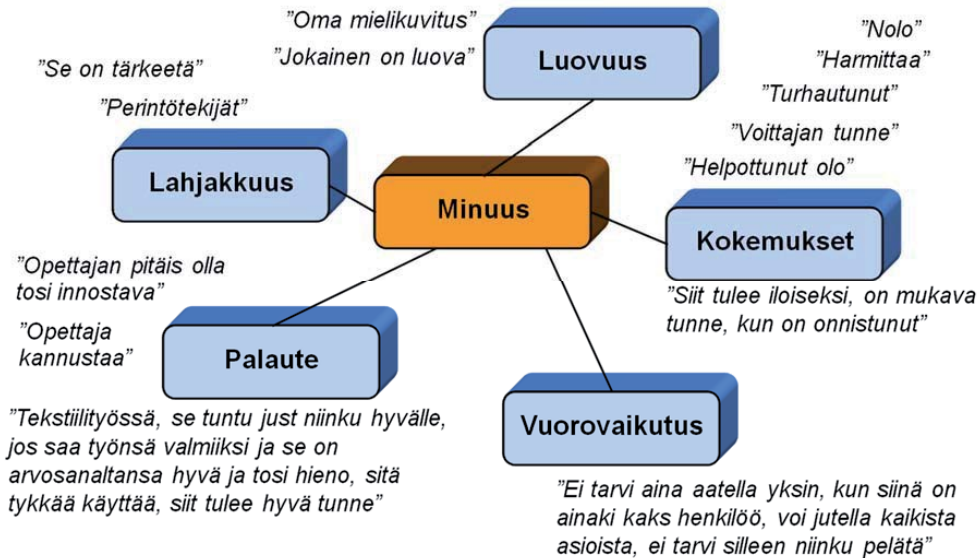 "Oma mielikuvitus"
"Jokainen on luova"
Luovuus
"Nolo"
"Harmittaa"
"Turhautunut"
"Voittajan tunne"
"Helpottunut olo"
"Se on tärkeetä"
"Perintötekijät"
Lahjakkuus
Minuus
Kokemukset
"Siit tulee iloiseksi, on mukava
tunne, kun on onnistunut"
"Opettajan pitäis olla
tosi innostava"
"Opettaja
kannustaa"
Palaute
"Tekstiilityössä, se tuntu just niinku hyvälle,
jos saa työnsä valmiiksi ja se on
arvosanaltansa hyvä ja tosi hieno, sitä
tykkää käyttää, siit tulee hyvä tunne"
Vuorovaikutus
"Ei tarvi aina aatella yksin, kun siinä on
ainaki kaks henkilöö, voi jutella kaikista
asioista, ei tarvi silleen niinku pelätä"